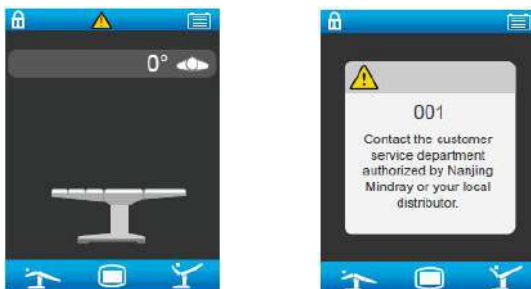 0°
001
Contact the customer
service department
authorized by Nanjing
Mindray or your local
distributor.